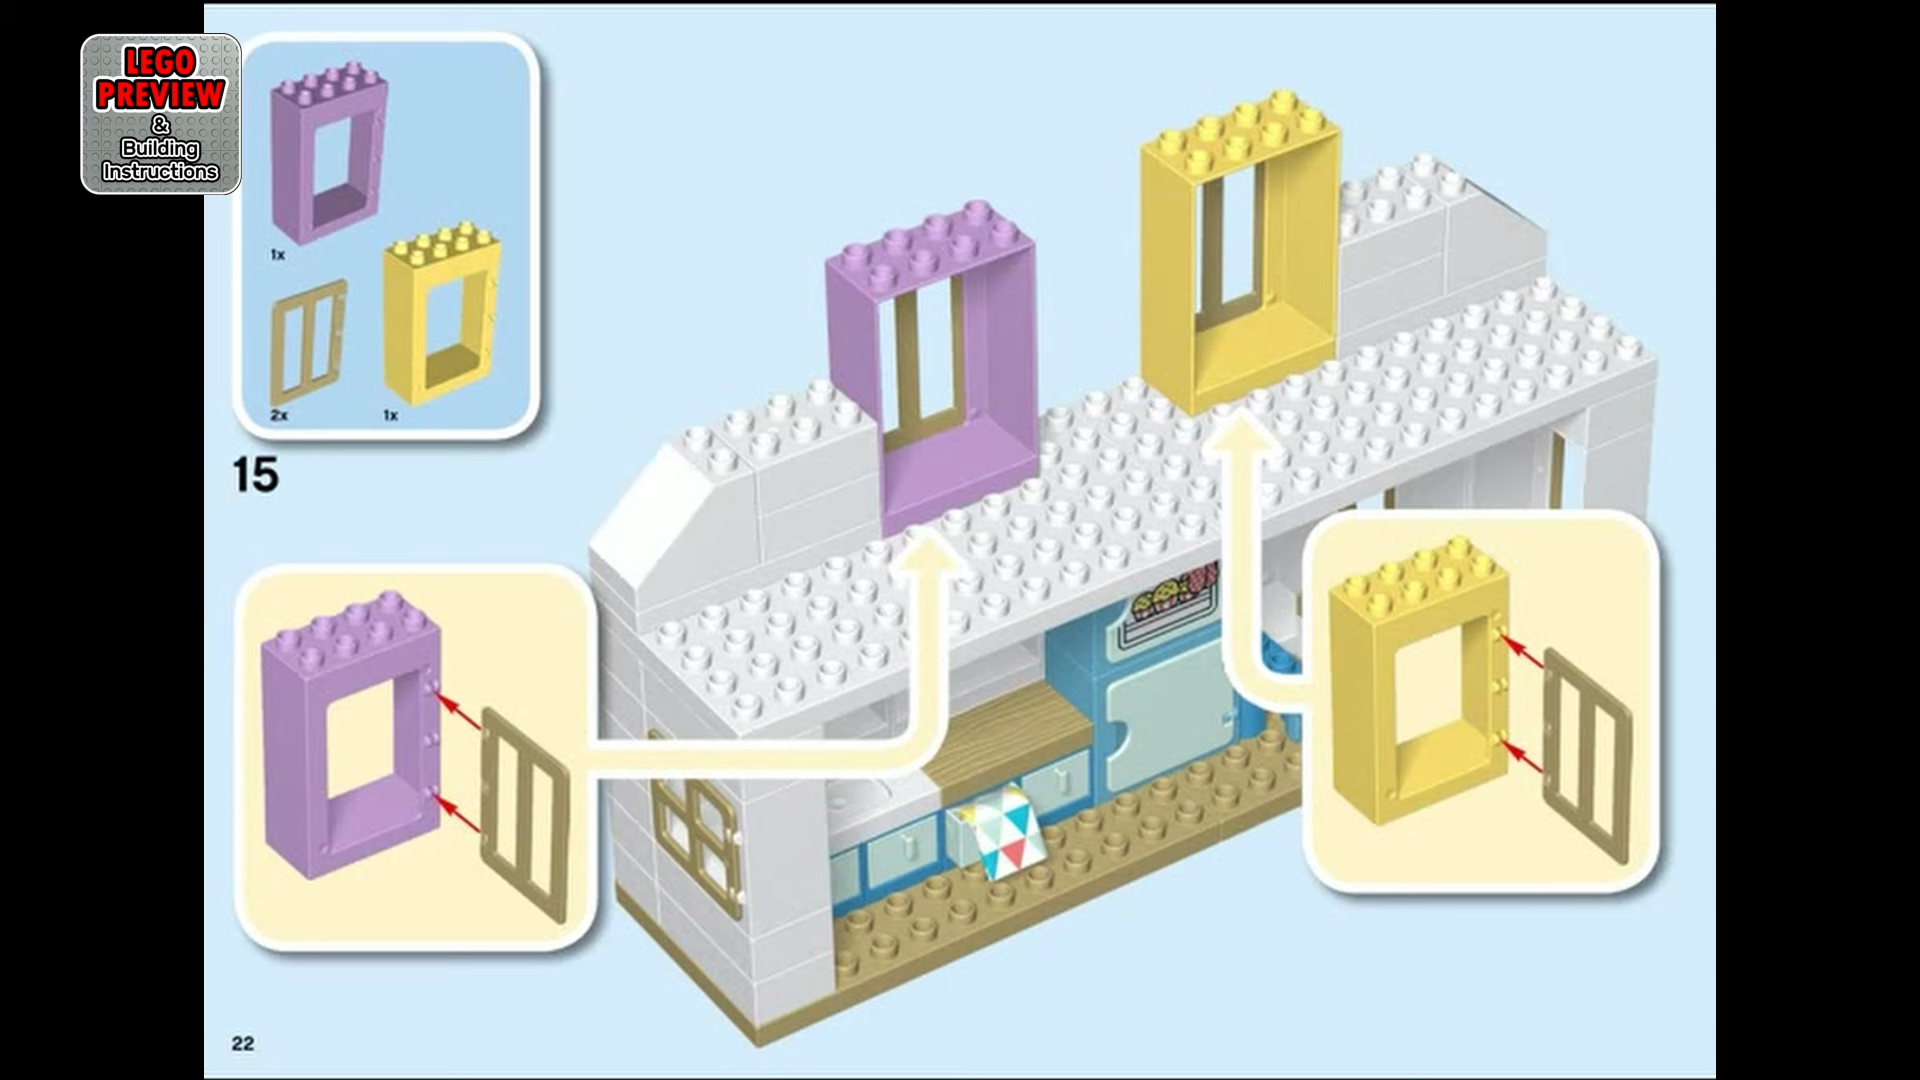 LEGO
PREVIEW
&
Building
Instructions
1x
2x
1x
15
22